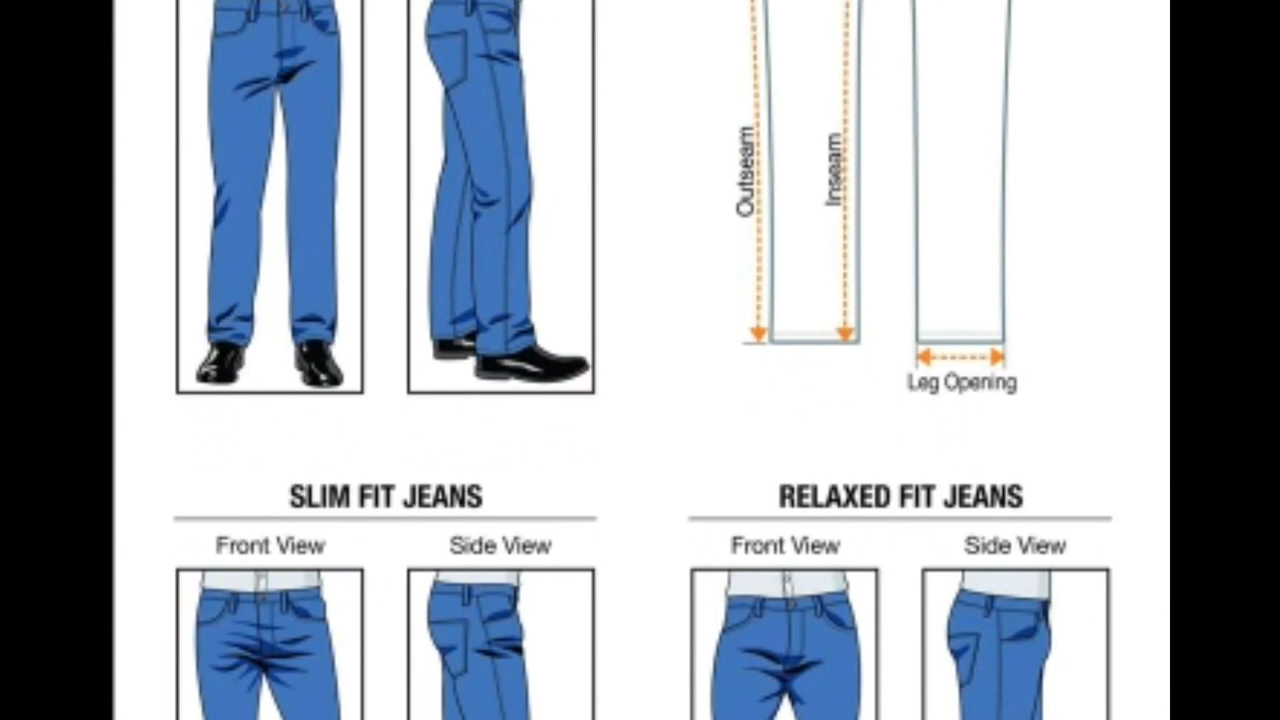 Outseam
Inseam
Leg Opening
SLIM FIT JEANS
Front View
Side View
RELAXED FIT JEANS
Front View
Side View